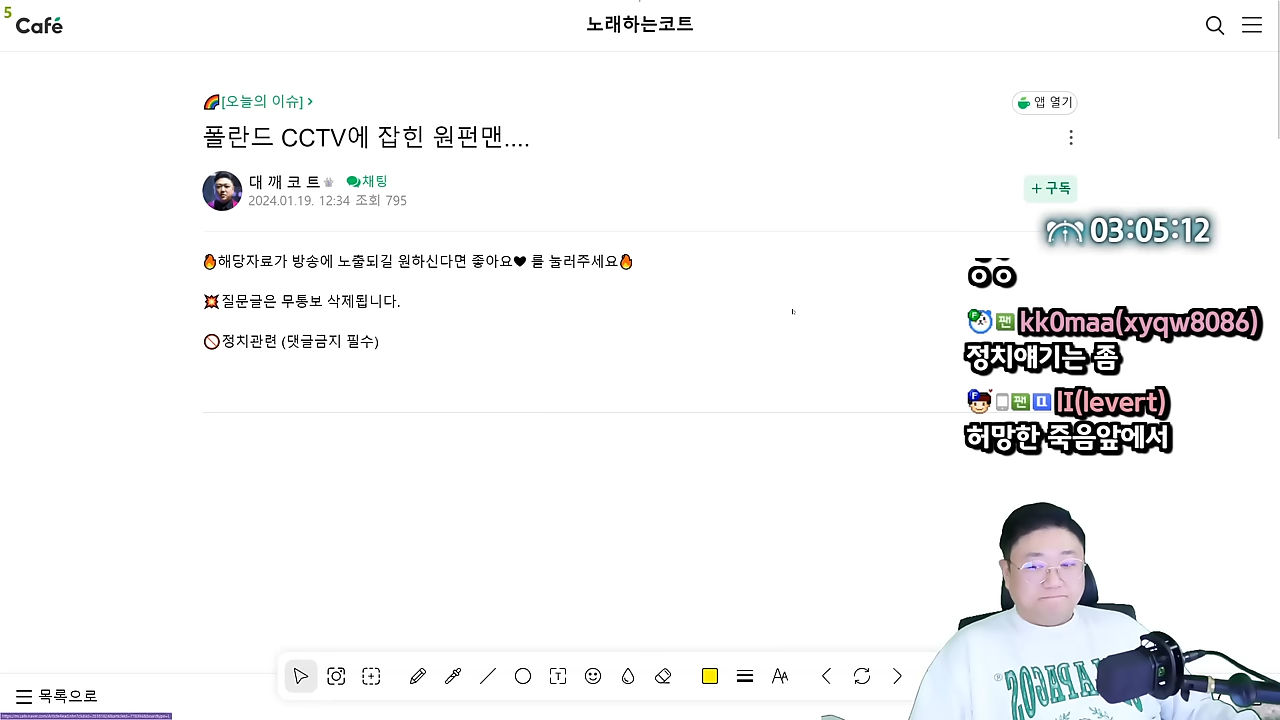 5
Café
노래하는코트
🌈[오늘의 이슈] >
앱 열기
폴란드 CCTV에 잡힌 원펀맨....
대 깨 코 트
채팅
2024.01.19. 12:34 조회 795
+ 구독
03:05:12
🔥해당자료가 방송에 노출되길 원하신다면 좋아요🖤 를 눌러주세요🔥
ㅇㅇ
💥질문글은 무통보 삭제됩니다.
팬 kk0maa(xyqw8086)
정치얘기는 좀
🚫정치관련 (댓글금지 필수)
팬 lI(levert)
허망한 죽음앞에서
목록으로